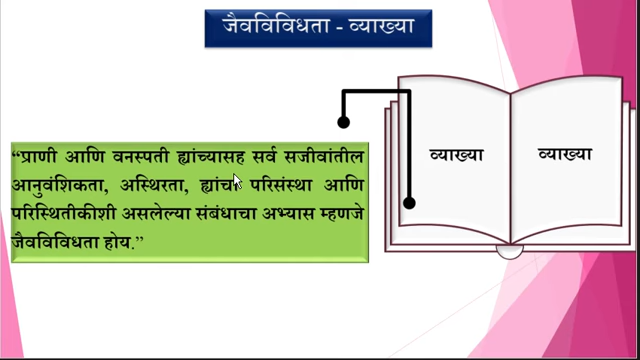 जैवविविधता - व्याख्या
“प्राणी आणि वनस्पती ह्यांच्यासह सर्व सजीवांतील
आनुवंशिकता, अस्थिरता, ह्यांचा परिसंस्था आणि
परिस्थितीकीशी असलेल्या संबंधाचा अभ्यास म्हणजे
जैवविविधता होय.”
व्याख्या
व्याख्या